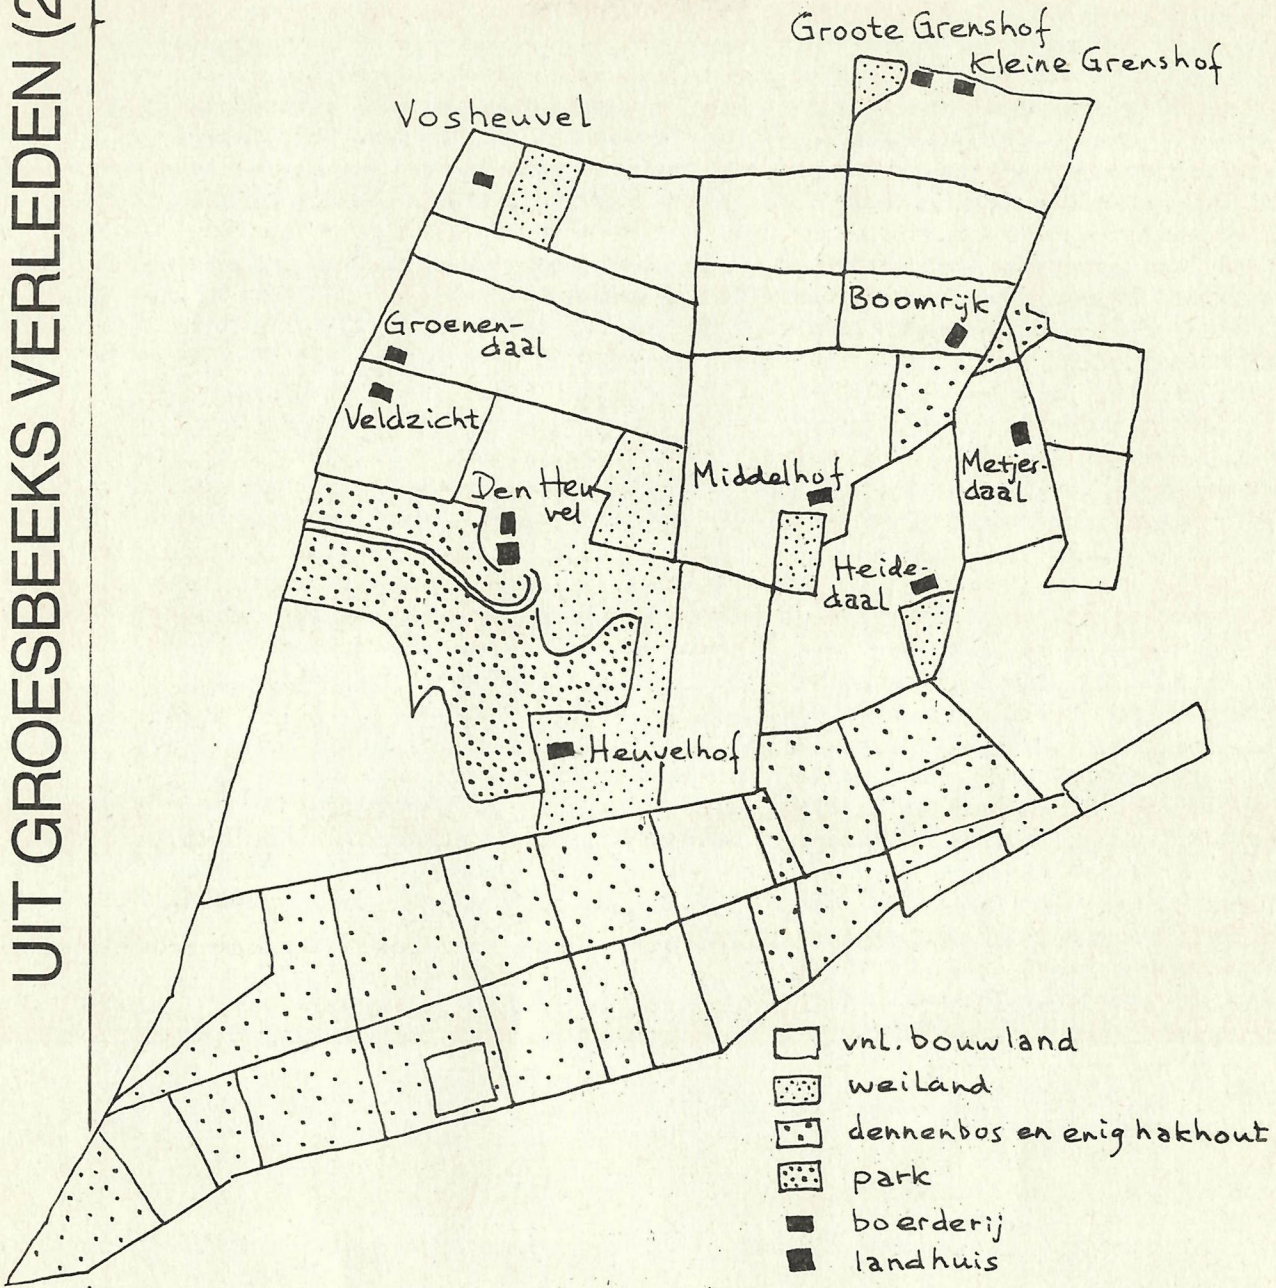 UIT GROESBEEKS VERLEDEN (2
Groote Grenshof
Kleine Grenshof
Vosheuvel
Boomrijk
Groenen-
daal
Veldzicht
Den Heu-
vel
Middelhof
Metjes-
daal
Heide-
daal
Heuvelhof
vnl. bouwland
weiland
dennenbos en enig hakhout
park
boerderij
landhuis